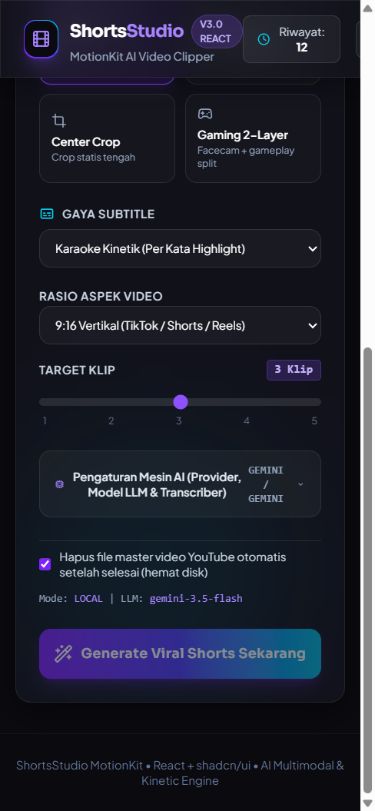 ShortsStudio
V3.0
REACT
MotionKit AI Video Clipper
Riwayat:
12
Center Crop
Crop statis tengah
Gaming 2-Layer
Facecam + gameplay
split
GAYA SUBTITLE
Karaoke Kinetik (Per Kata Highlight)
RASIO ASPEK VIDEO
9:16 Vertikal (TikTok / Shorts / Reels)
TARGET KLIP
3 Klip
1 2 3 4 5
Pengaturan Mesin AI (Provider,
Model LLM & Transcriber)
GEMINI
/
GEMINI
Hapus file master video YouTube otomatis
setelah selesai (hemat disk)
Mode: LOCAL | LLM: gemini-3.5-flash
Generate Viral Shorts Sekarang
ShortsStudio MotionKit • React + shadcn/ui • AI Multimodal &
Kinetic Engine